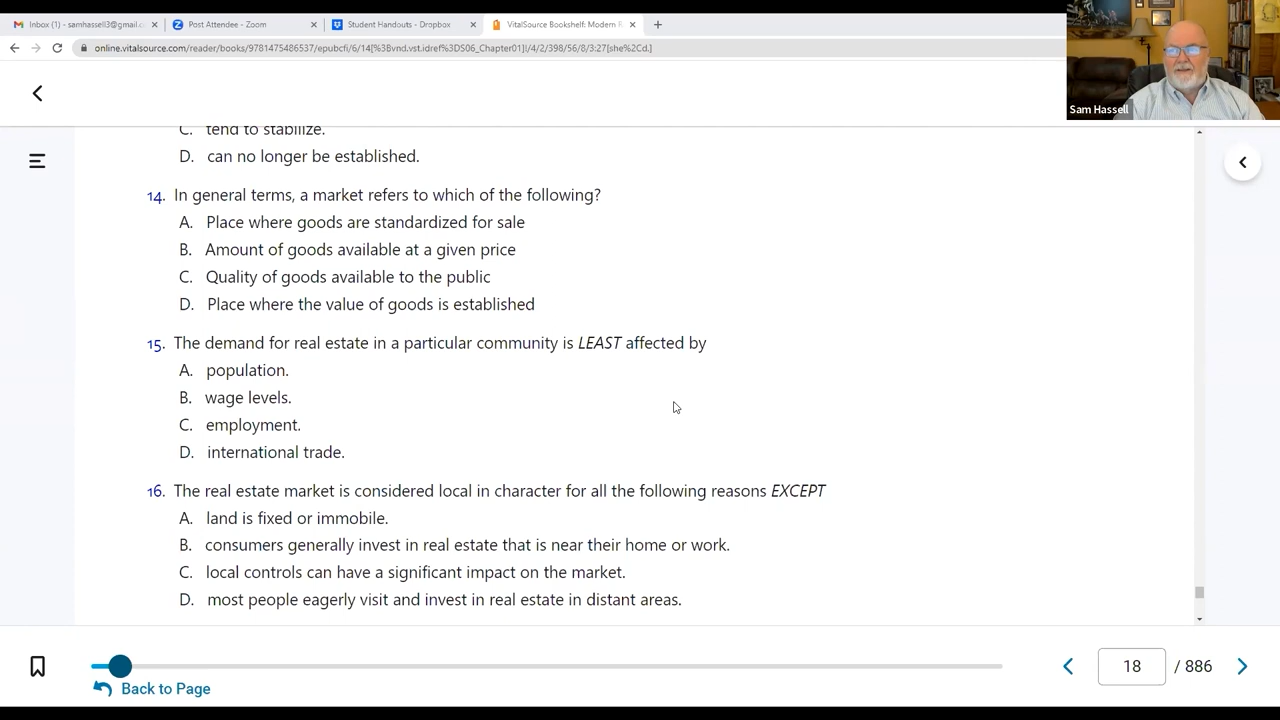 Inbox (1) - samhassell3@gmail.c
Post Attendee - Zoom
Student Handouts - Dropbox
VitalSource Bookshelf: Modern R
online.vitalsource.com/reader/books/9781475486537/epubcfi/6/14[%3Bvnd.vst.idref%3DS06_Chapter01]!/4/2/398/56/8/3:27[she%2Cd.]
Sam Hassell
C. tend to stabilize.
D. can no longer be established.
14. In general terms, a market refers to which of the following?
A. Place where goods are standardized for sale
B. Amount of goods available at a given price
C. Quality of goods available to the public
D. Place where the value of goods is established
15. The demand for real estate in a particular community is LEAST affected by
A. population.
B. wage levels.
C. employment.
D. international trade.
16. The real estate market is considered local in character for all the following reasons EXCEPT
A. land is fixed or immobile.
B. consumers generally invest in real estate that is near their home or work.
C. local controls can have a significant impact on the market.
D. most people eagerly visit and invest in real estate in distant areas.
18 / 886
Back to Page